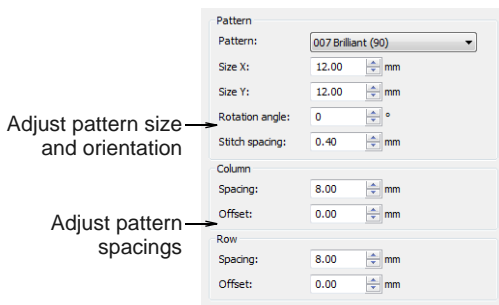 Pattern
Pattern: 007 Brilliant (90)
Size X: 12.00 mm
Size Y: 12.00 mm
Rotation angle: 0 °
Stitch spacing: 0.40 mm
Adjust pattern size
and orientation
Column
Spacing: 8.00 mm
Offset: 0.00 mm
Adjust pattern
spacings
Row
Spacing: 8.00 mm
Offset: 0.00 mm